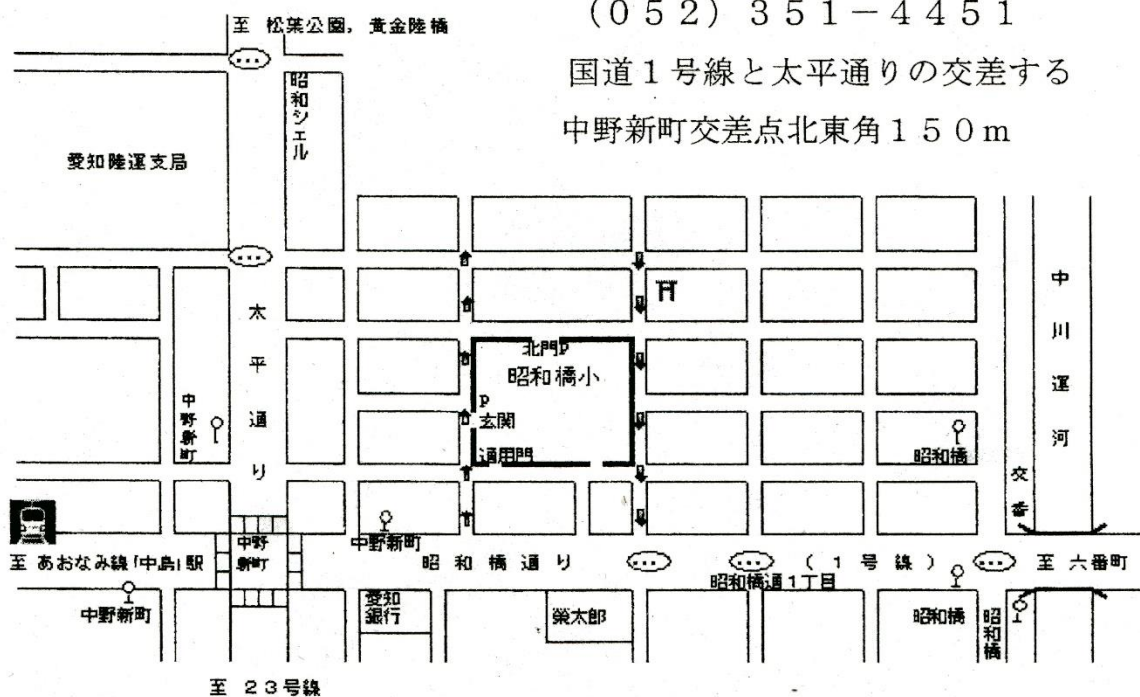 至 松葉公園，黄金陸橋
（０５２）３５１－４４５１
国道１号線と太平通りの交差する
中野新町交差点北東角１５０ｍ
昭和シェル
愛知陸運支局
太平通り
中野新町
北門P
昭和橋小
P
玄関
通用門
昭和橋
中川運河
交番
至 あおなみ線「中島」駅
中野新町
中野新町
昭和橋通り
（１号線）
至 六番町
昭和橋通１丁目
中野新町
愛知銀行
榮太郎
昭和橋
昭和橋
至 ２３号線